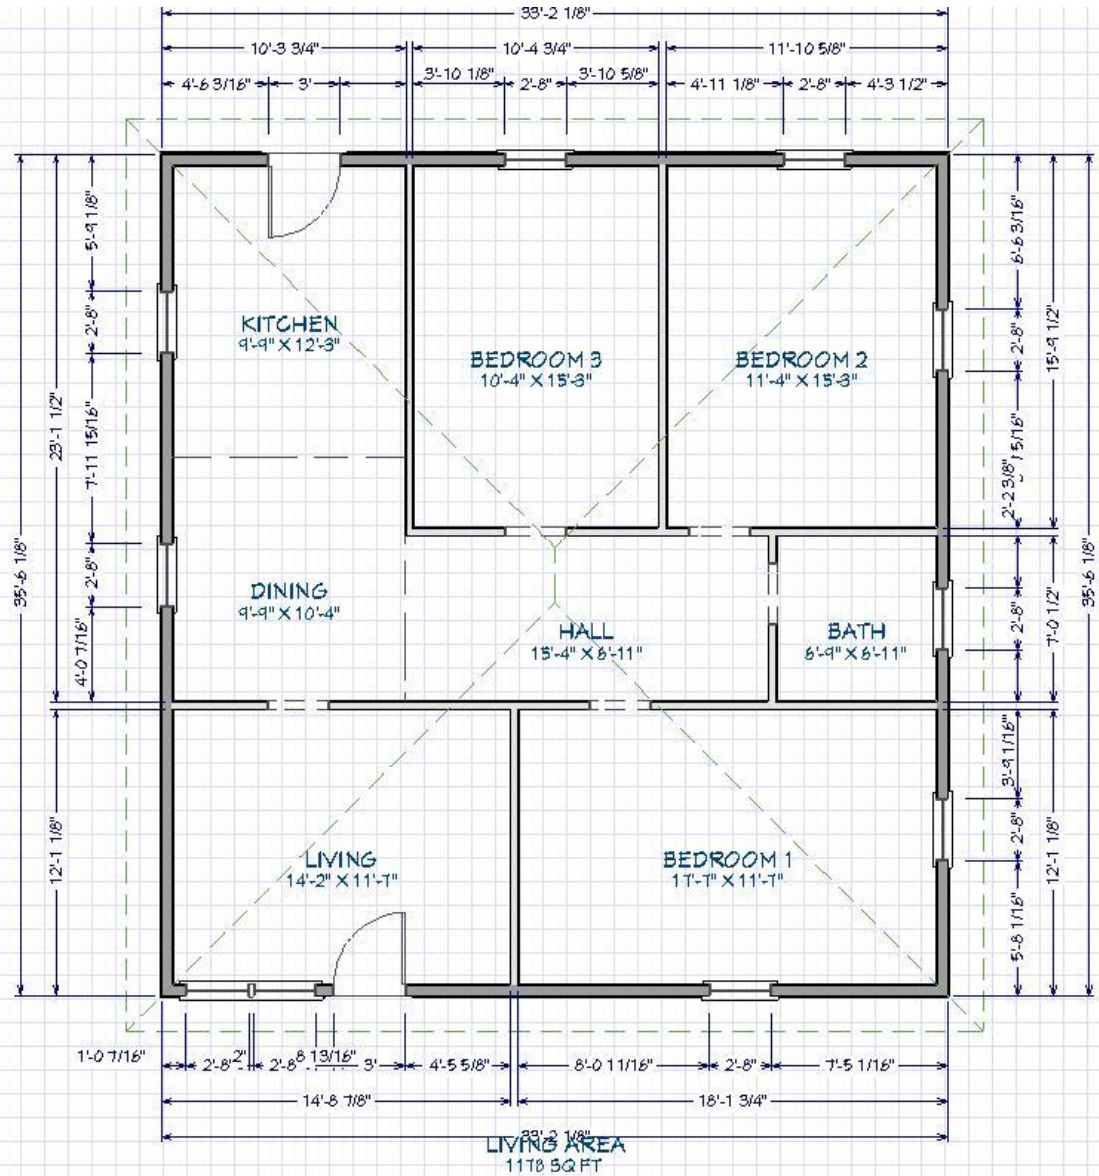 33'-2 1/8"
10'-3 3/4"
10'-4 3/4"
11'-10 5/8"
4'-6 3/16"
3'
3'-10 1/8"
2'-8"
3'-10 5/8"
4'-11 1/8"
2'-8"
4'-3 1/2"
5'-9 1/8"
2'-8"
7'-11 15/16"
2'-8"
4'-0 7/16"
23'-1 1/2"
12'-1 1/8"
35'-6 1/8"
KITCHEN
9'-9" X 12'-3"
BEDROOM 3
10'-4" X 15'-3"
BEDROOM 2
11'-4" X 15'-3"
DINING
9'-9" X 10'-4"
HALL
15'-4" X 6'-11"
BATH
6'-9" X 6'-11"
LIVING
14'-2" X 11'-7"
BEDROOM 1
17'-7" X 11'-7"
6'-6 3/16"
2'-8"
15/16"
2'-2 3/8"
2'-8"
3'-9 1/16"
2'-8"
5'-8 1/16"
15'-9 1/2"
7'-0 1/2"
12'-1 1/8"
35'-6 1/8"
1'-0 7/16"
2'-8"
2"
2'-8"
8 13/16"
3'
4'-5 5/8"
8'-0 11/16"
2'-8"
7'-5 1/16"
14'-8 7/8"
18'-1 3/4"
33'-2 1/8"
LIVING AREA
1178 SQ FT